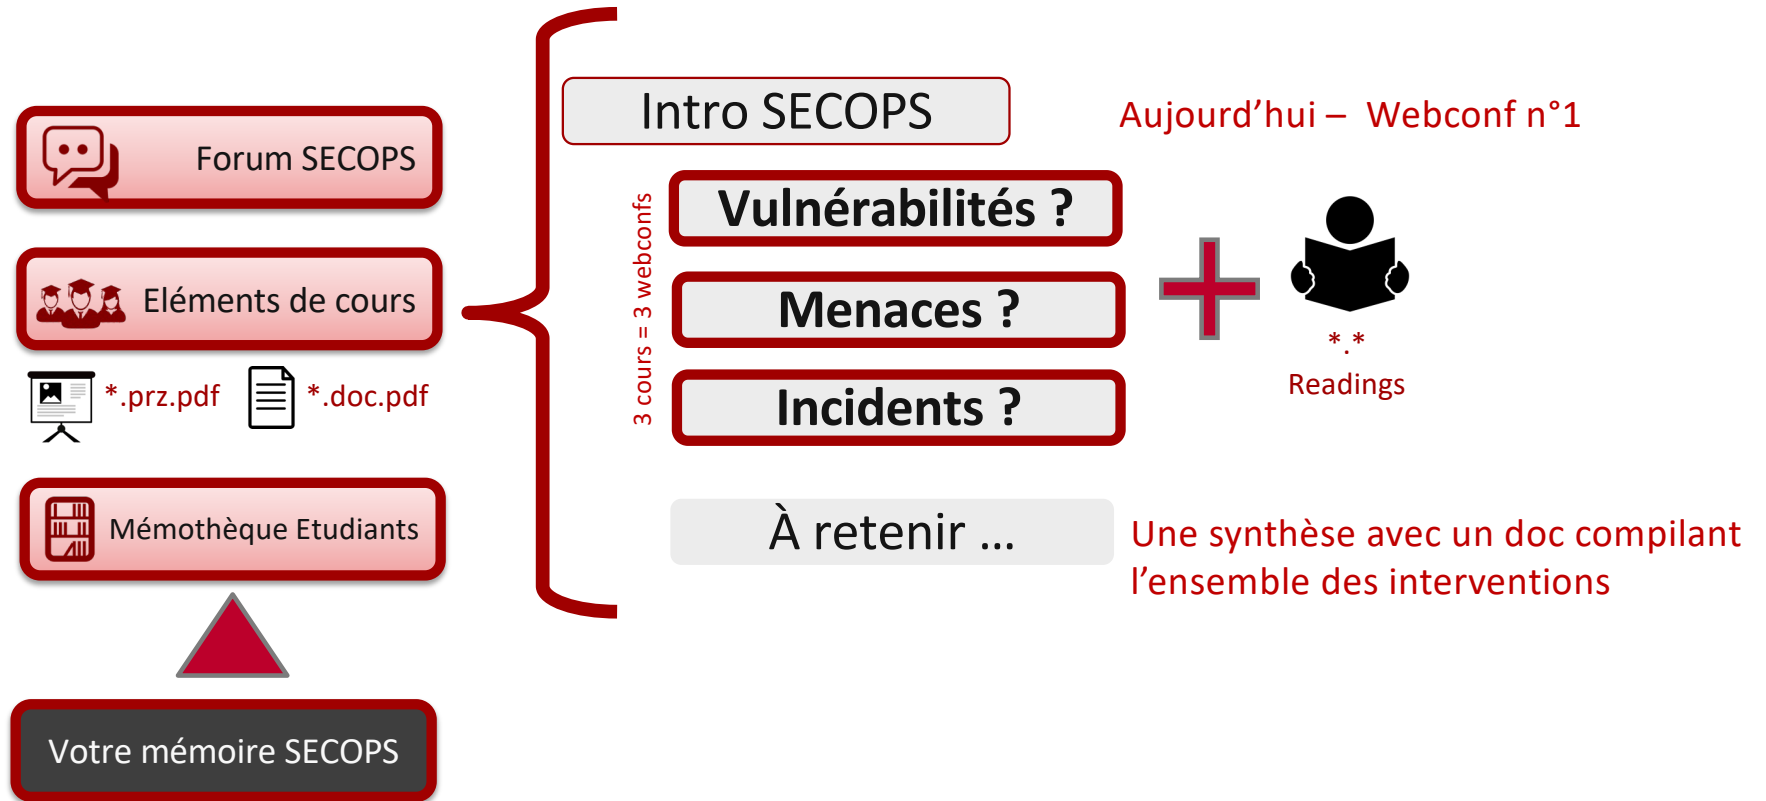 Forum SECOPS
Eléments de cours
*.prz.pdf
*.doc.pdf
Mémothèque Etudiants
Votre mémoire SECOPS
Intro SECOPS
Aujourd’hui – Webconf n°1
3 cours = 3 webconfs
Vulnérabilités ?
Menaces ?
Incidents ?
*.*
Readings
À retenir ...
Une synthèse avec un doc compilant
l’ensemble des interventions